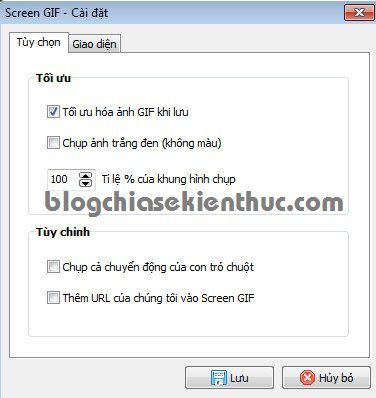 Screen GIF - Cài đặt
Tùy chọn
Giao diện
Tối ưu
Tối ưu hóa ảnh GIF khi lưu
Chụp ảnh trắng đen (không màu)
100 Tỉ lệ % của khung hình chụp
blogchiasekienthuc.com
Tùy chỉnh
Chụp cả chuyển động của con trỏ chuột
Thêm URL của chúng tôi vào Screen GIF
Lưu
Hủy bỏ